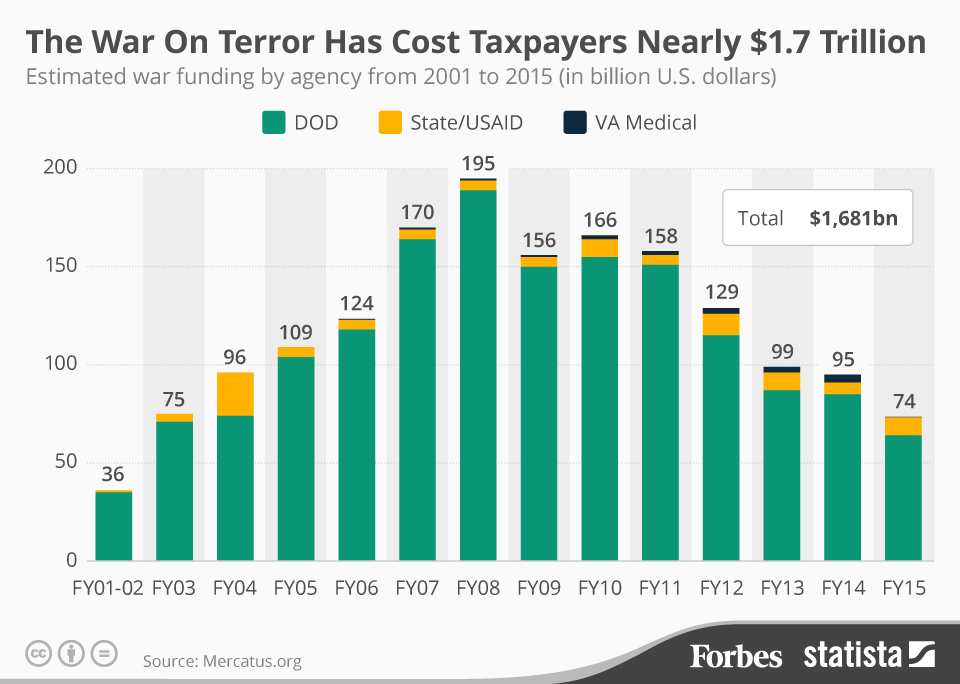 The War On Terror Has Cost Taxpayers Nearly $1.7 Trillion
Estimated war funding by agency from 2001 to 2015 (in billion U.S. dollars)
DOD State/USAID VA Medical
200
150
100
50
0
36
75
96
109
124
170
195
156
166
158
129
99
95
74
Total $1,681bn
FY01-02 FY03 FY04 FY05 FY06 FY07 FY08 FY09 FY10 FY11 FY12 FY13 FY14 FY15
cc
Source: Mercatus.org
Forbes statista